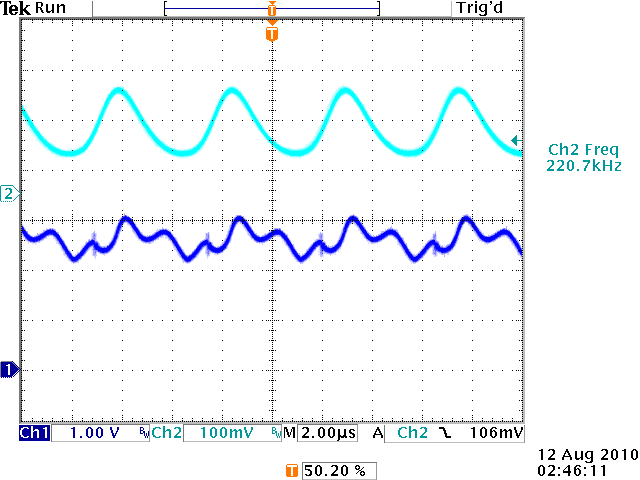 Tek Run Trig'd
T
T
Ch2 Freq
220.7kHz
2
1
Ch1 1.00 V BW Ch2 100mV BW M 2.00µs A Ch2 106mV
T 50.20 %
12 Aug 2010
02:46:11